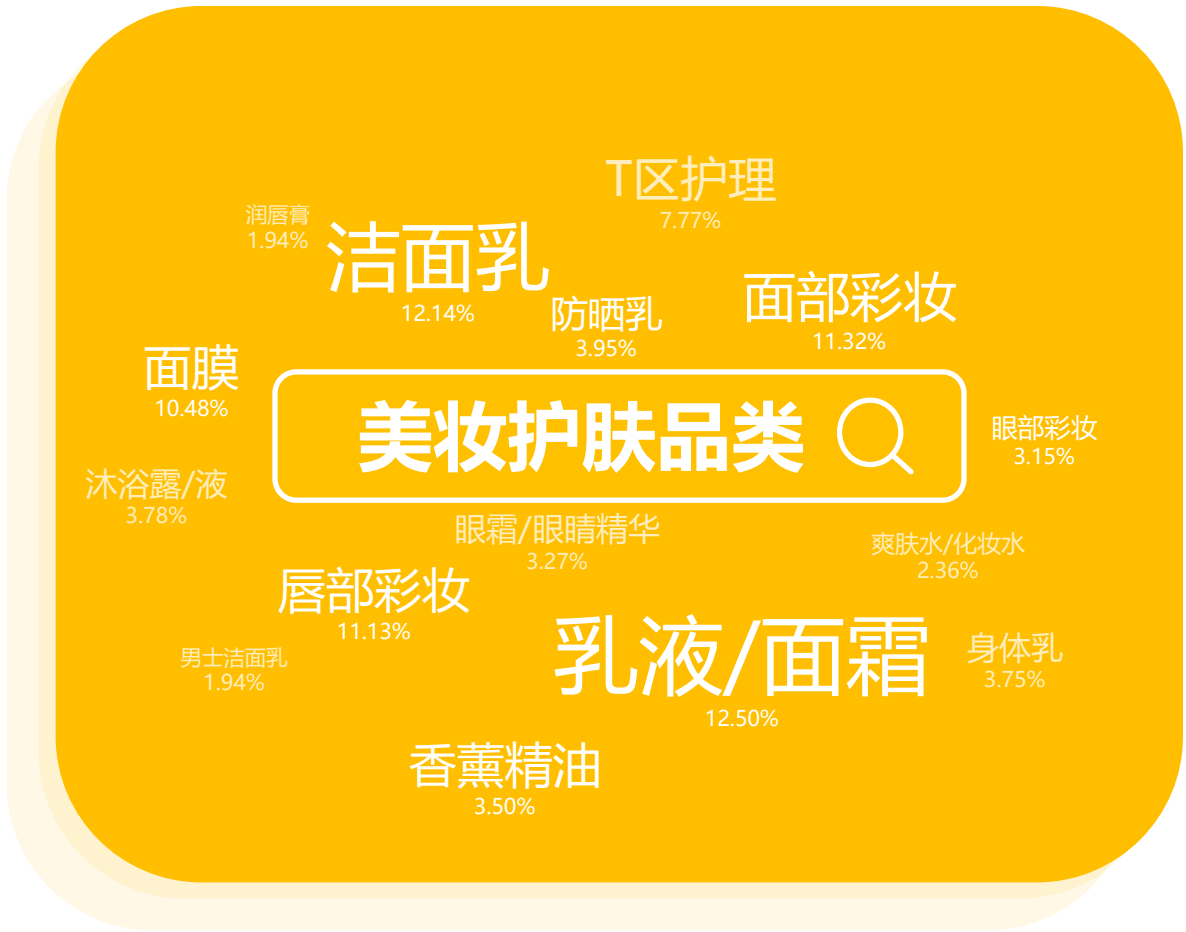 T区护理
7.77%
润唇膏
1.94%
洁面乳
12.14%
防晒乳
3.95%
面部彩妆
11.32%
面膜
10.48%
美妆护肤品类
眼部彩妆
3.15%
沐浴露/液
3.78%
眼霜/眼睛精华
3.27%
爽肤水/化妆水
2.36%
唇部彩妆
11.13%
乳液/面霜
12.50%
身体乳
3.75%
男士洁面乳
1.94%
香薰精油
3.50%